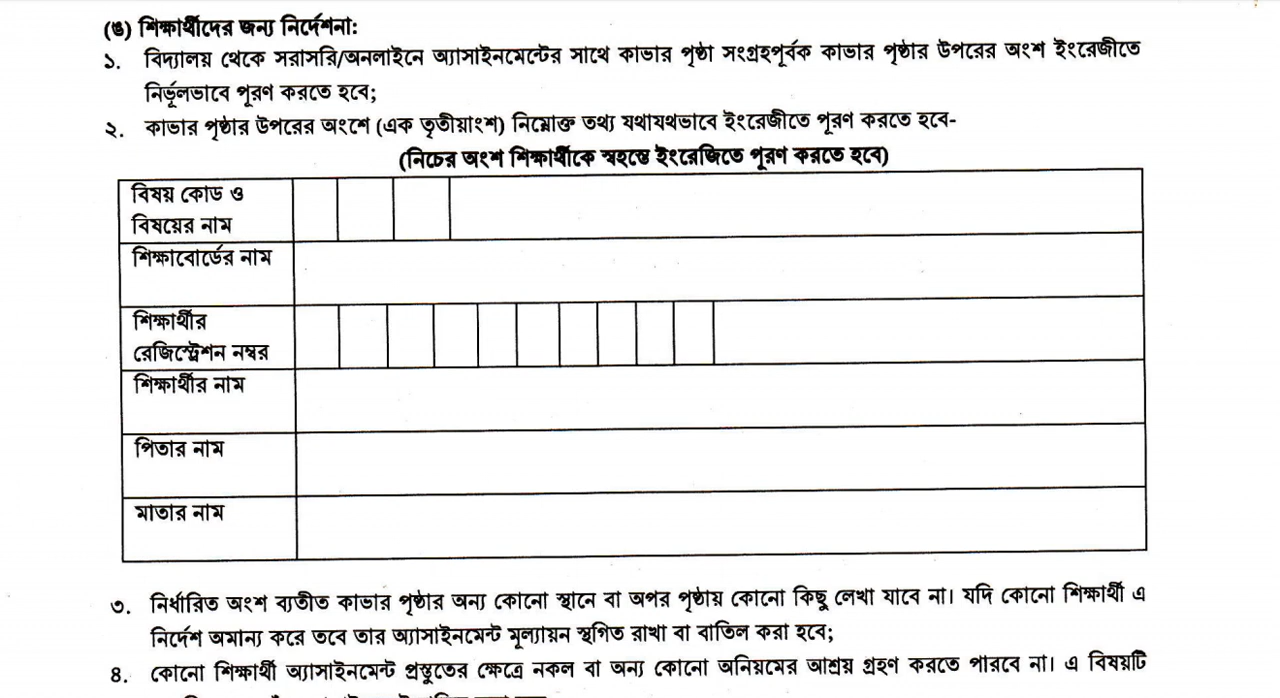 (ঙ) শিক্ষার্থীদের জন্য নির্দেশনা:
১. বিদ্যালয় থেকে সরাসরি/অনলাইনে অ্যাসাইনমেন্টের সাথে কাভার পৃষ্ঠা সংগ্রহপূর্বক কাভার পৃষ্ঠার উপরের অংশ ইংরেজীতে
নির্ভূলভাবে পূরণ করতে হবে;
২. কাভার পৃষ্ঠার উপরের অংশে (এক তৃতীয়াংশ) নিম্নোক্ত তথ্য যথাযথভাবে ইংরেজীতে পূরণ করতে হবে-
(নিচের অংশ শিক্ষার্থীকে স্বহস্তে ইংরেজিতে পূরণ করতে হবে)
বিষয় কোড ও
বিষয়ের নাম
শিক্ষাবোর্ডের নাম
শিক্ষার্থীর
রেজিস্ট্রেশন নম্বর
শিক্ষার্থীর নাম
পিতার নাম
মাতার নাম
৩. নির্ধারিত অংশ ব্যতীত কাভার পৃষ্ঠার অন্য কোনো স্থানে বা অপর পৃষ্ঠায় কোনো কিছু লেখা যাবে না। যদি কোনো শিক্ষার্থী এ
নির্দেশ অমান্য করে তবে তার অ্যাসাইনমেন্ট মূল্যায়ন স্থগিত রাখা বা বাতিল করা হবে;
৪. কোনো শিক্ষার্থী অ্যাসাইনমেন্ট প্রস্তুতের ক্ষেত্রে নকল বা অন্য কোনো অনিয়মের আশ্রয় গ্রহণ করতে পারবে না। এ বিষয়টি